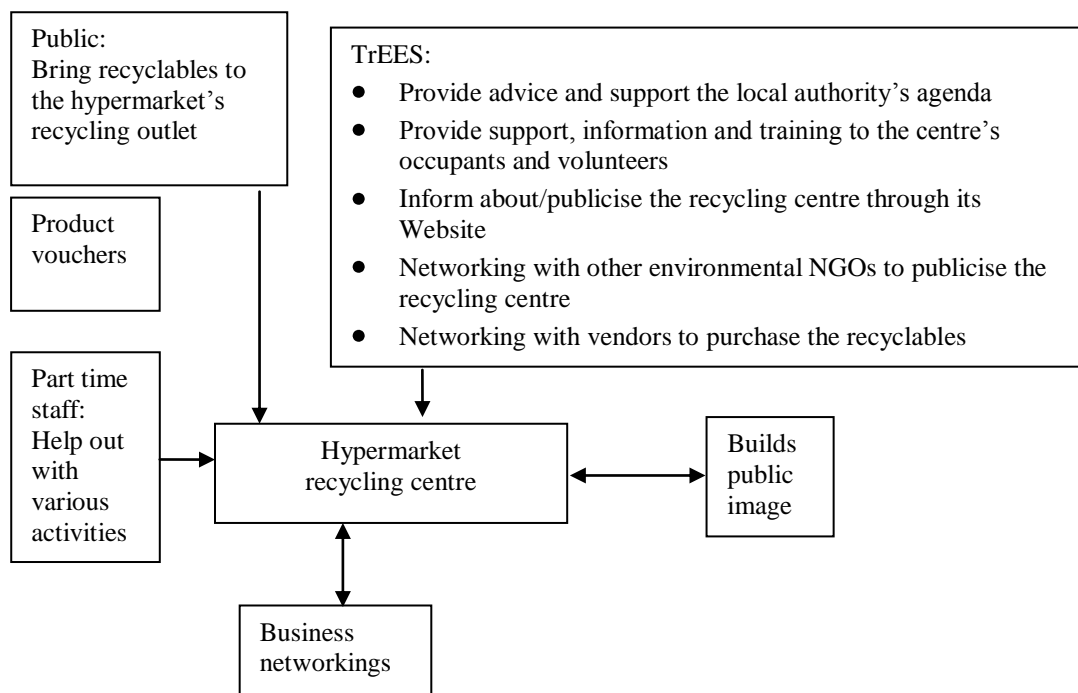 Public:
Bring recyclables to
the hypermarket’s
recycling outlet
TrEES:
● Provide advice and support the local authority’s agenda
● Provide support, information and training to the centre’s
occupants and volunteers
● Inform about/publicise the recycling centre through its
Website
● Networking with other environmental NGOs to publicise the
recycling centre
● Networking with vendors to purchase the recyclables
Product
vouchers
Part time
staff:
Help out
with
various
activities
Hypermarket
recycling centre
Builds
public
image
Business
networkings